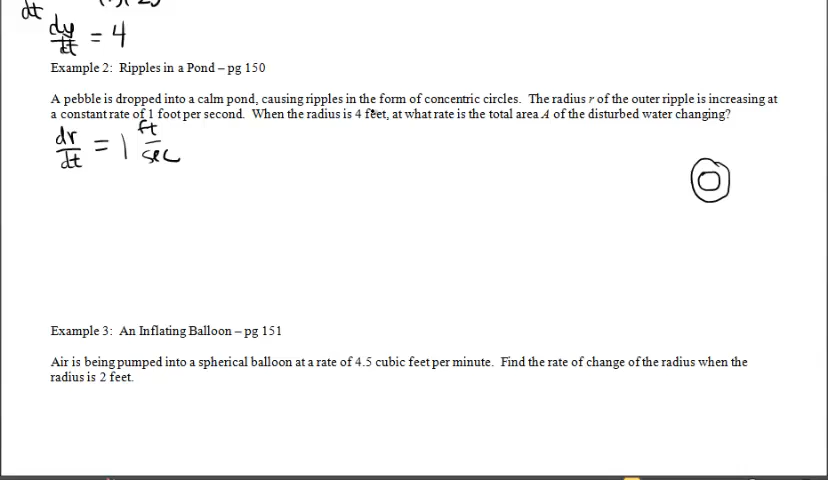 dt
dy/dt = 4
Example 2: Ripples in a Pond – pg 150
A pebble is dropped into a calm pond, causing ripples in the form of concentric circles. The radius r of the outer ripple is increasing at
a constant rate of 1 foot per second. When the radius is 4 feet, at what rate is the total area A of the disturbed water changing?
dr/dt = 1 ft/sec
Example 3: An Inflating Balloon – pg 151
Air is being pumped into a spherical balloon at a rate of 4.5 cubic feet per minute. Find the rate of change of the radius when the
radius is 2 feet.